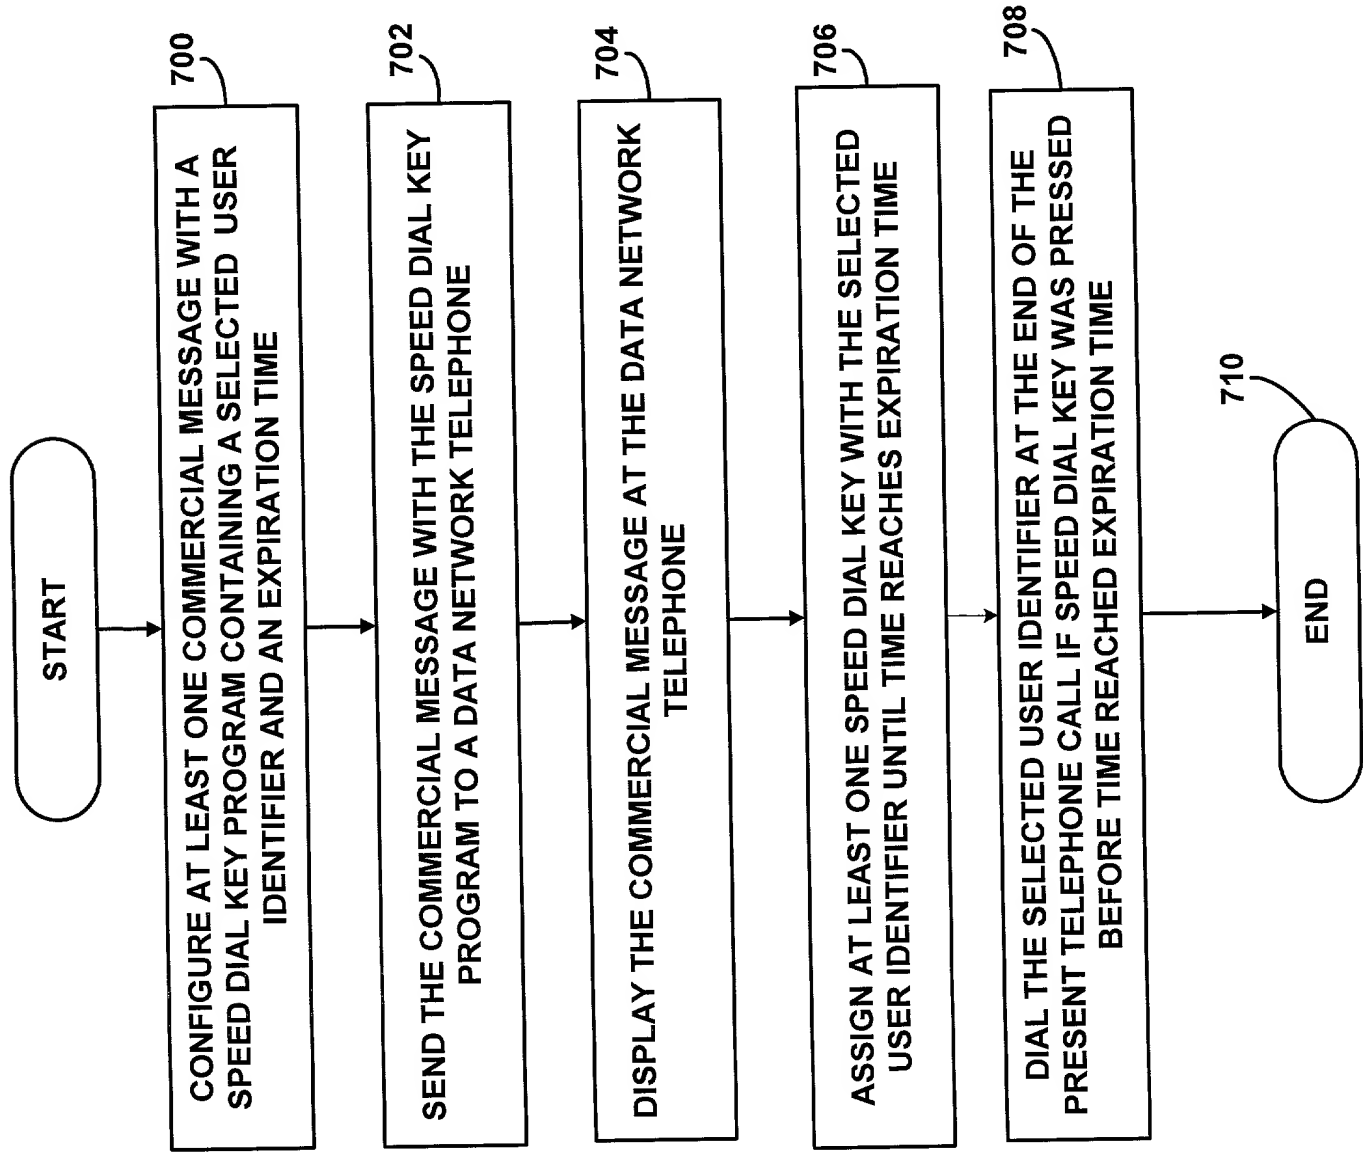 START
700
CONFIGURE AT LEAST ONE COMMERCIAL MESSAGE WITH A
SPEED DIAL KEY PROGRAM CONTAINING A SELECTED USER
IDENTIFIER AND AN EXPIRATION TIME
702
SEND THE COMMERCIAL MESSAGE WITH THE SPEED DIAL KEY
PROGRAM TO A DATA NETWORK TELEPHONE
704
DISPLAY THE COMMERCIAL MESSAGE AT THE DATA NETWORK
TELEPHONE
706
ASSIGN AT LEAST ONE SPEED DIAL KEY WITH THE SELECTED
USER IDENTIFIER UNTIL TIME REACHES EXPIRATION TIME
708
DIAL THE SELECTED USER IDENTIFIER AT THE END OF THE
PRESENT TELEPHONE CALL IF SPEED DIAL KEY WAS PRESSED
BEFORE TIME REACHED EXPIRATION TIME
710
END